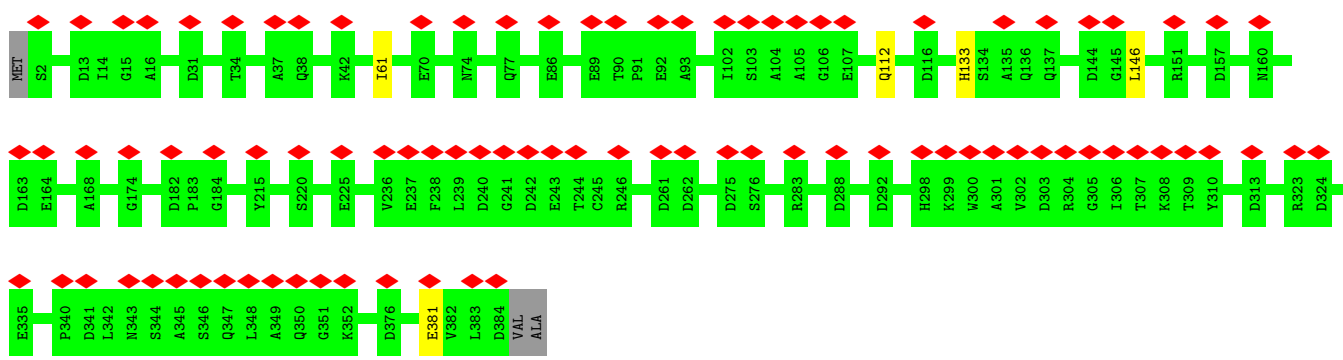 MET S2 D13 I14 G15 A16 D31 T34 A37 Q38 K42 I61 E70 N74 Q77 E86 E89 T90 P91 E92 A93 I102 S103 A104 A105 G106 E107 Q112 D116 H133 S134 A135 Q136 Q137 D144 G145 L146 R151 D157 N160
D163 E164 A168 G174 D182 P183 G184 Y215 S220 E225 V236 E237 F238 L239 D240 G241 D242 E243 T244 C245 R246 D261 D262 D275 S276 R283 D288 D292 H298 K299 W300 A301 V302 D303 R304 G305 I306 T307 K308 T309 Y310 D313 R323 D324
E335 P340 D341 L342 N343 S344 A345 S346 Q347 L348 A349 Q350 G351 K352 D376 E381 V382 L383 D384 VAL ALA